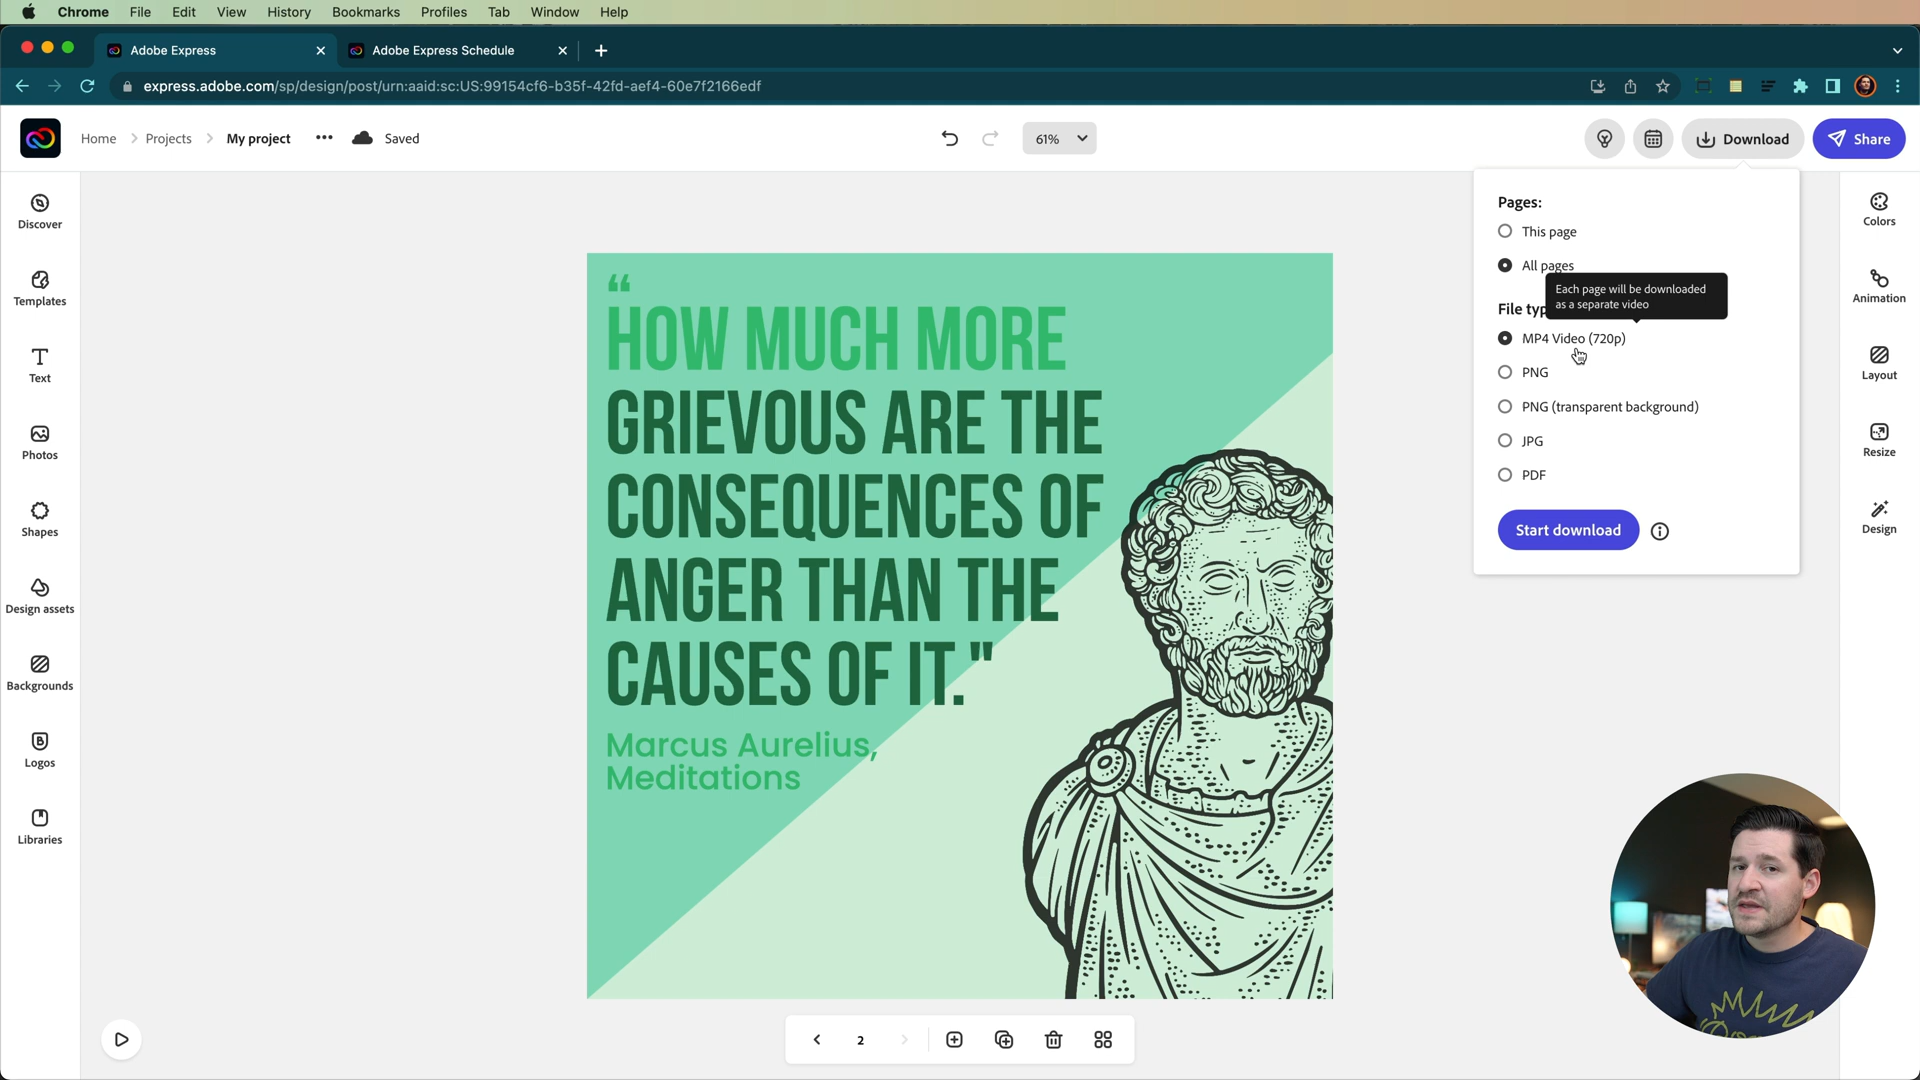 Chrome File Edit View History Bookmarks Profiles Tab Window Help
Adobe Express
Adobe Express Schedule
express.adobe.com/sp/design/post/urn:aaid:sc:US:99154cf6-b35f-42fd-aef4-60e7f2166edf
Home Projects My project ••• Saved
61%
Download
Share
Discover
Templates
Text
Photos
Shapes
Design assets
Backgrounds
Logos
Libraries
“
HOW MUCH MORE
GRIEVOUS ARE THE
CONSEQUENCES OF
ANGER THAN THE
CAUSES OF IT."
Marcus Aurelius,
Meditations
2
Pages:
This page
All pages
Each page will be downloaded
as a separate video
File typ
MP4 Video (720p)
PNG
PNG (transparent background)
JPG
PDF
Start download
Colors
Animation
Layout
Resize
Design